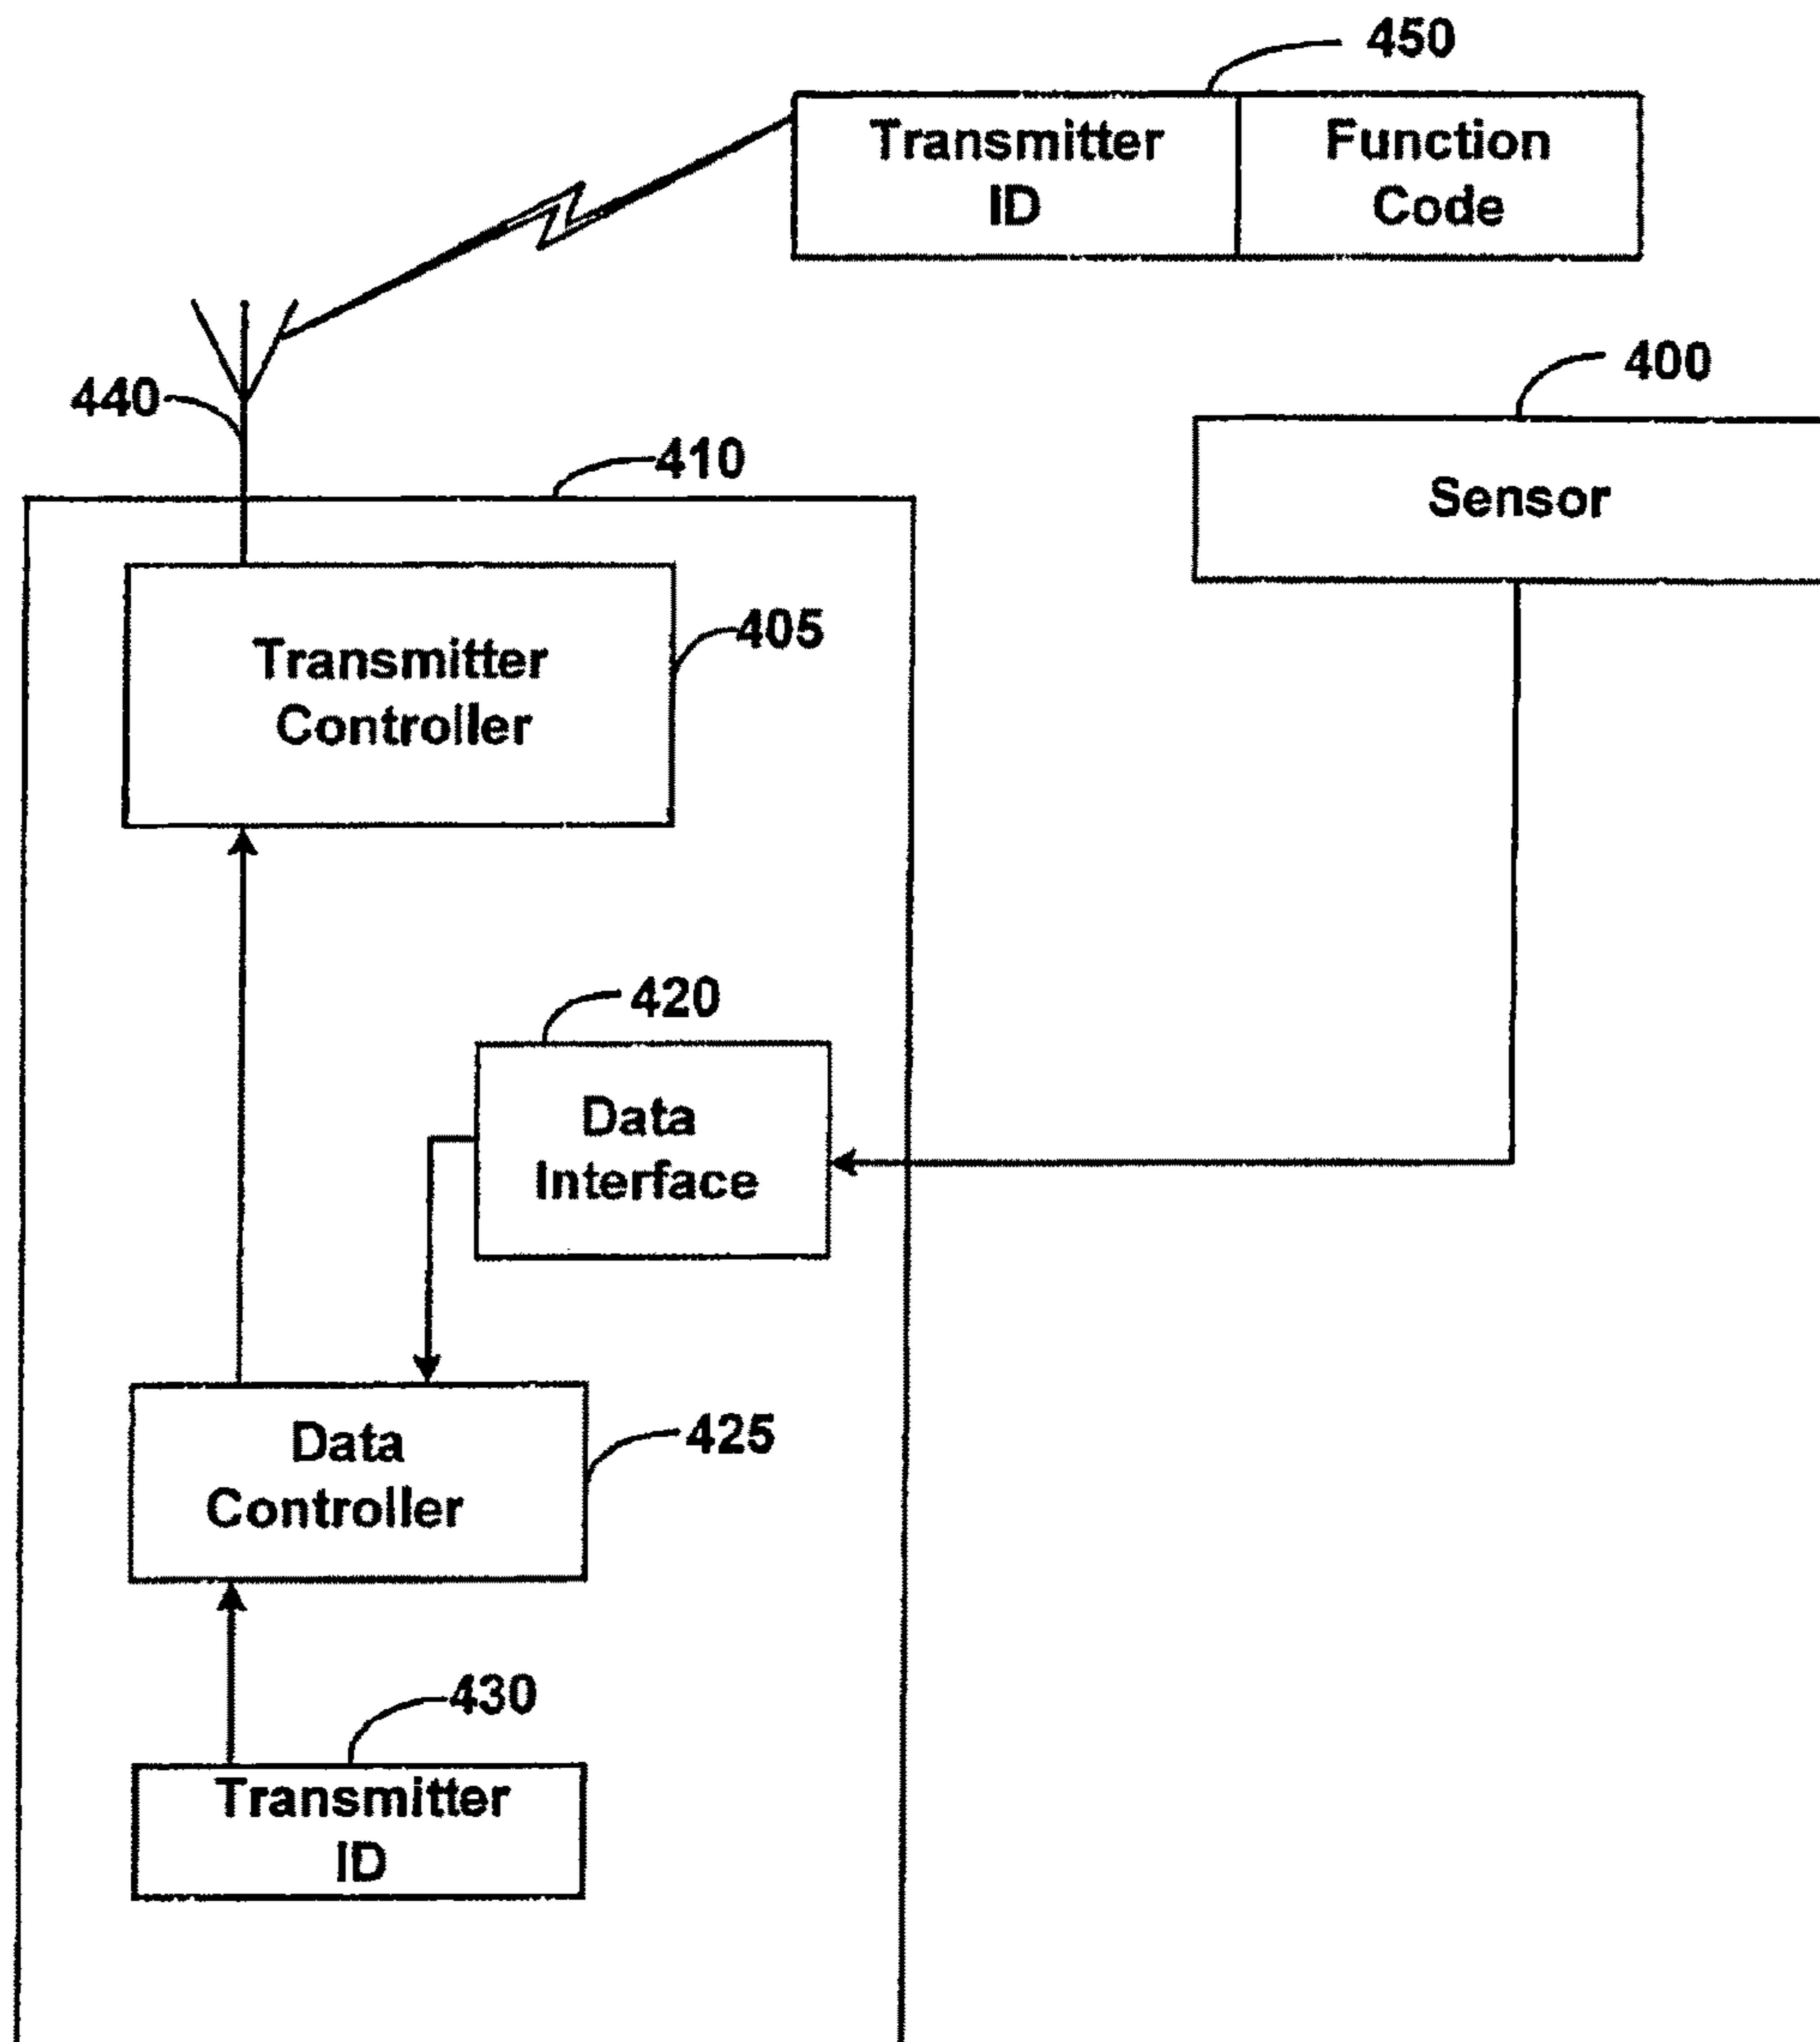 450
Transmitter
ID
Function
Code
400
440
410
Sensor
405
Transmitter
Controller
420
Data
Interface
Data
Controller
425
430
Transmitter
ID